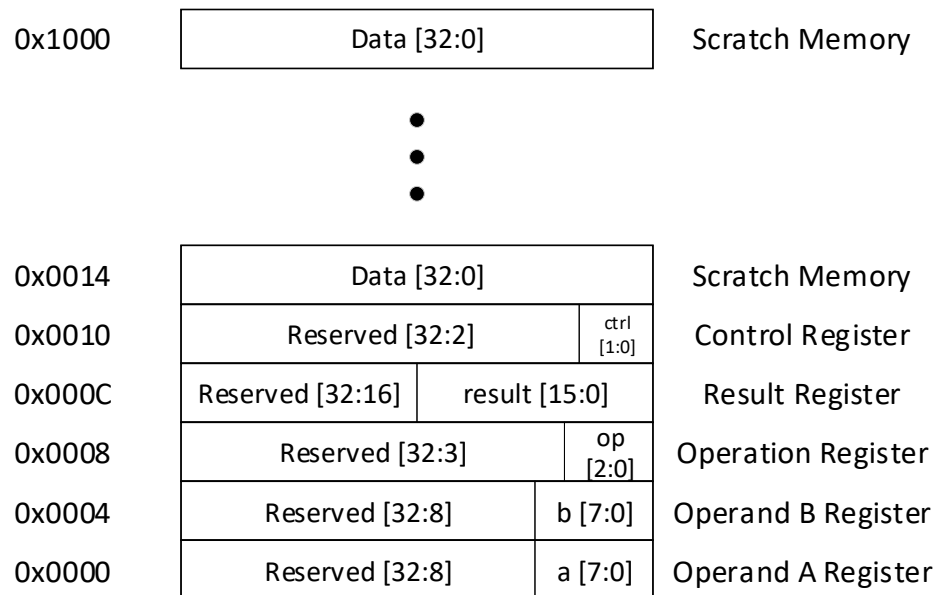 0x1000 Data [32:0] Scratch Memory
0x0014 Data [32:0] Scratch Memory
0x0010 Reserved [32:2] ctrl [1:0] Control Register
0x000C Reserved [32:16] result [15:0] Result Register
0x0008 Reserved [32:3] op [2:0] Operation Register
0x0004 Reserved [32:8] b [7:0] Operand B Register
0x0000 Reserved [32:8] a [7:0] Operand A Register